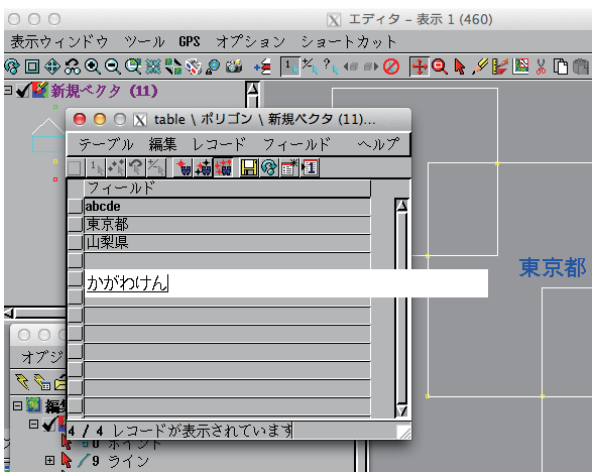 エディタ - 表示 1 (460)
表示ウィンドウ ツール GPS オプション ショートカット
新規ベクタ (11)
table \ ポリゴン \ 新規ベクタ (11)...
テーブル 編集 レコード フィールド ヘルプ
フィールド
abcde
東京都
山梨県
かがわけん
東京都
オブジ
編集
4 / 4 レコードが表示されています
0 ポイント
9 ライン